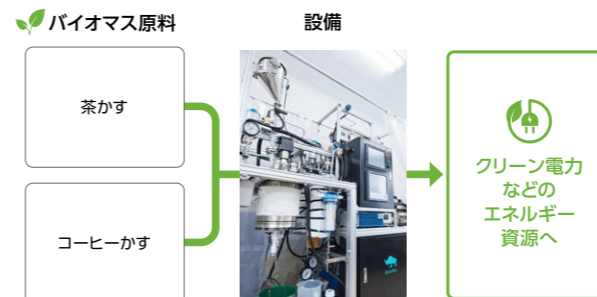 バイオマス原料
設備
茶かす
コーヒーかす
クリーン電力
などの
エネルギー
資源へ